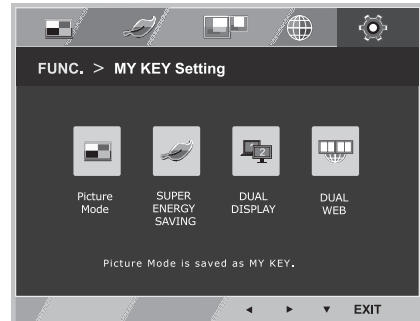 FUNC. > MY KEY Setting
Picture
Mode
SUPER
ENERGY
SAVING
DUAL
DISPLAY
DUAL
WEB
Picture Mode is saved as MY KEY.
EXIT